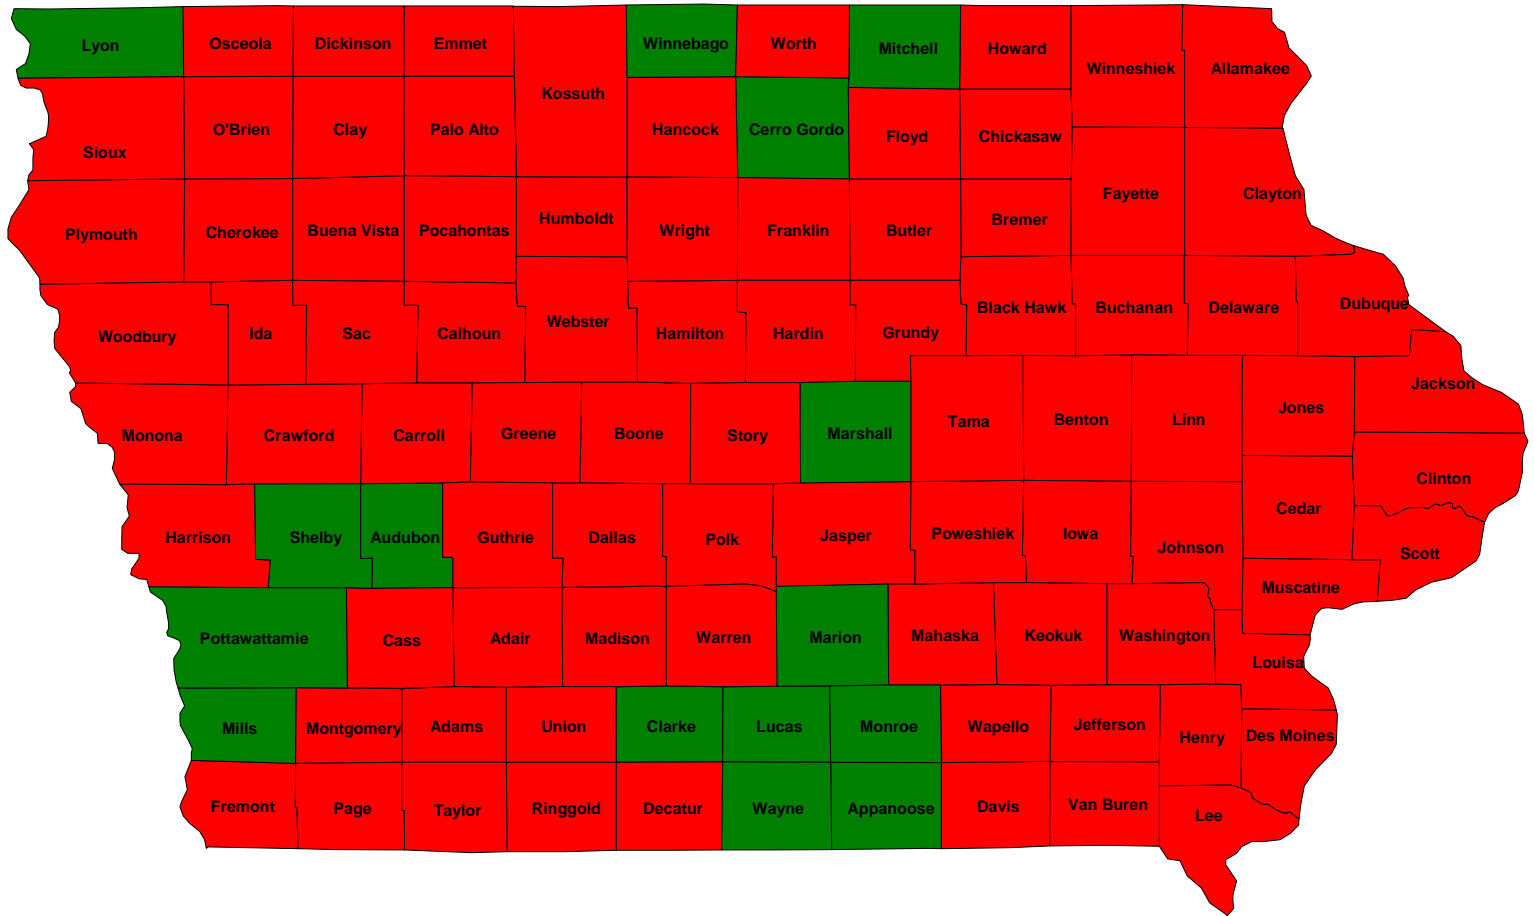 Lyon
Osceola
Dickinson
Emmet
Kossuth
Winnebago
Worth
Mitchell
Howard
Winneshiek
Allamakee
Sioux
O'Brien
Clay
Palo Alto
Hancock
Cerro Gordo
Floyd
Chickasaw
Fayette
Clayton
Plymouth
Cherokee
Buena Vista
Pocahontas
Humboldt
Wright
Franklin
Butler
Bremer
Woodbury
Ida
Sac
Calhoun
Webster
Hamilton
Hardin
Grundy
Black Hawk
Buchanan
Delaware
Dubuque
Monona
Crawford
Carroll
Greene
Boone
Story
Marshall
Tama
Benton
Linn
Jones
Jackson
Clinton
Harrison
Shelby
Audubon
Guthrie
Dallas
Polk
Jasper
Poweshiek
Iowa
Johnson
Cedar
Scott
Muscatine
Pottawattamie
Cass
Adair
Madison
Warren
Marion
Mahaska
Keokuk
Washington
Louisa
Mills
Montgomery
Adams
Union
Clarke
Lucas
Monroe
Wapello
Jefferson
Henry
Des Moines
Fremont
Page
Taylor
Ringgold
Decatur
Wayne
Appanoose
Davis
Van Buren
Lee